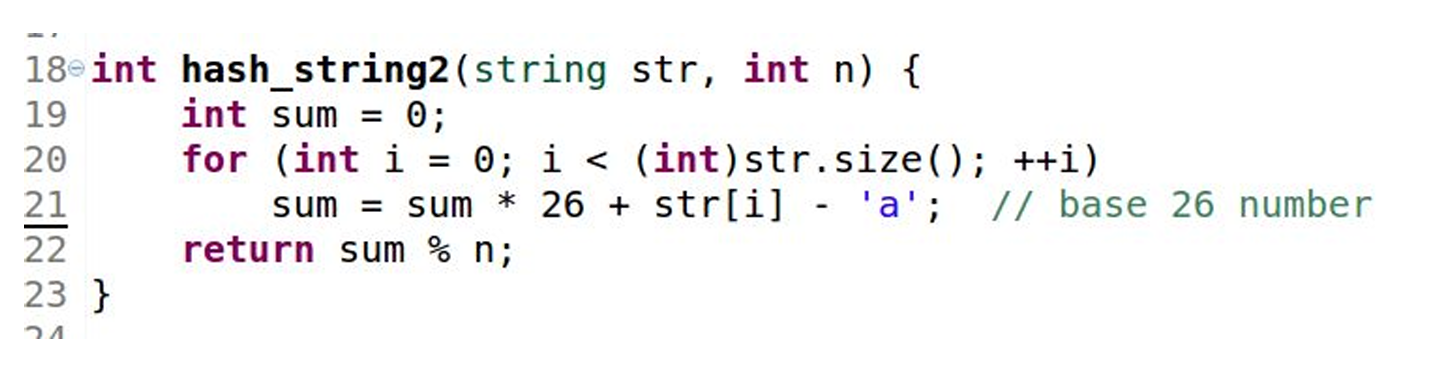 18 int hash_string2(string str, int n) {
19     int sum = 0;
20     for (int i = 0; i < (int)str.size(); ++i)
21         sum = sum * 26 + str[i] - 'a';  // base 26 number
22     return sum % n;
23 }